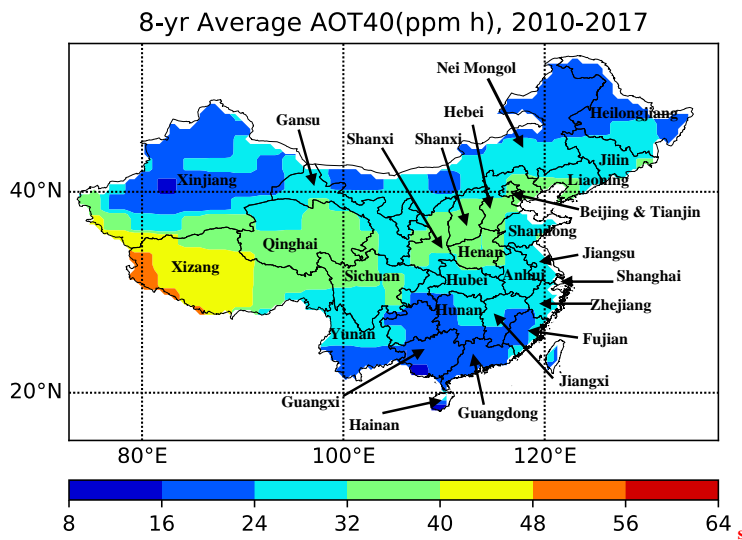 8-yr Average AOT40(ppm h), 2010-2017
Nei Mongol
Heilongjiang
Hebei
Gansu
Shanxi
Shanxi
Jilin
Xinjiang
Liaoning
40°N
Beijing & Tianjin
Shandong
Qinghai
Henan
Jiangsu
Xizang
Sichuan
Hubei
Anhui
Shanghai
Hunan
Zhejiang
Yunan
Fujian
Jiangxi
20°N
Guangxi
Guangdong
Hainan
80°E
100°E
120°E
8 16 24 32 40 48 56 64
s